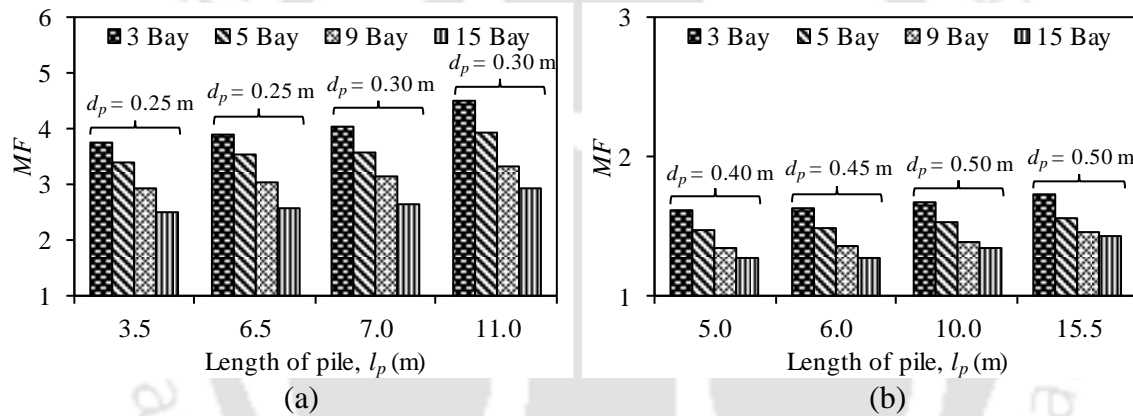 6
5
4
3
2
1
MF
3 Bay 5 Bay 9 Bay 15 Bay
d_p = 0.25 m
d_p = 0.25 m
d_p = 0.30 m
d_p = 0.30 m
3.5 6.5 7.0 11.0
Length of pile, l_p (m)
(a)
3
2
1
MF
3 Bay 5 Bay 9 Bay 15 Bay
d_p = 0.40 m
d_p = 0.45 m
d_p = 0.50 m
d_p = 0.50 m
5.0 6.0 10.0 15.5
Length of pile, l_p (m)
(b)